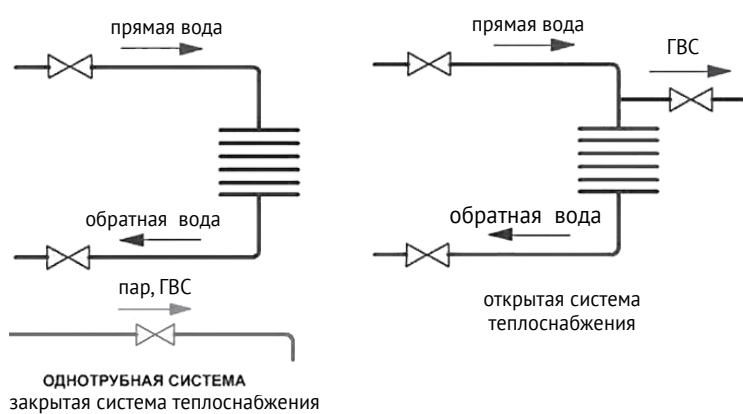 прямая вода
обратная вода
пар, ГВС
ОДНОТРУБНАЯ СИСТЕМА
закрытая система теплоснабжения
прямая вода
ГВС
обратная вода
открытая система
теплоснабжения